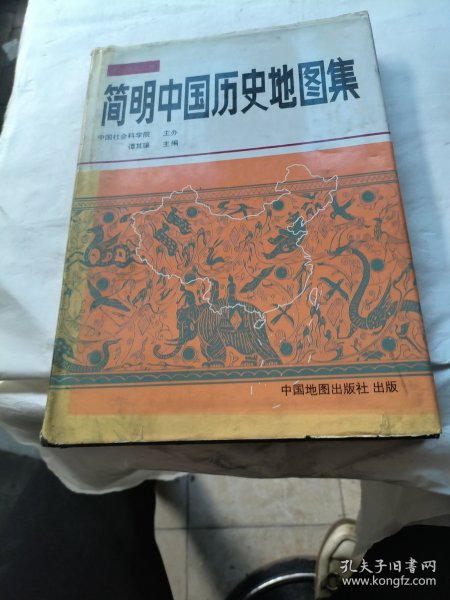 简明中国历史地图集
中国社会科学院 主办
谭其骧 主编
中国地图出版社 出版
孔夫子旧书网
www.kongfz.com